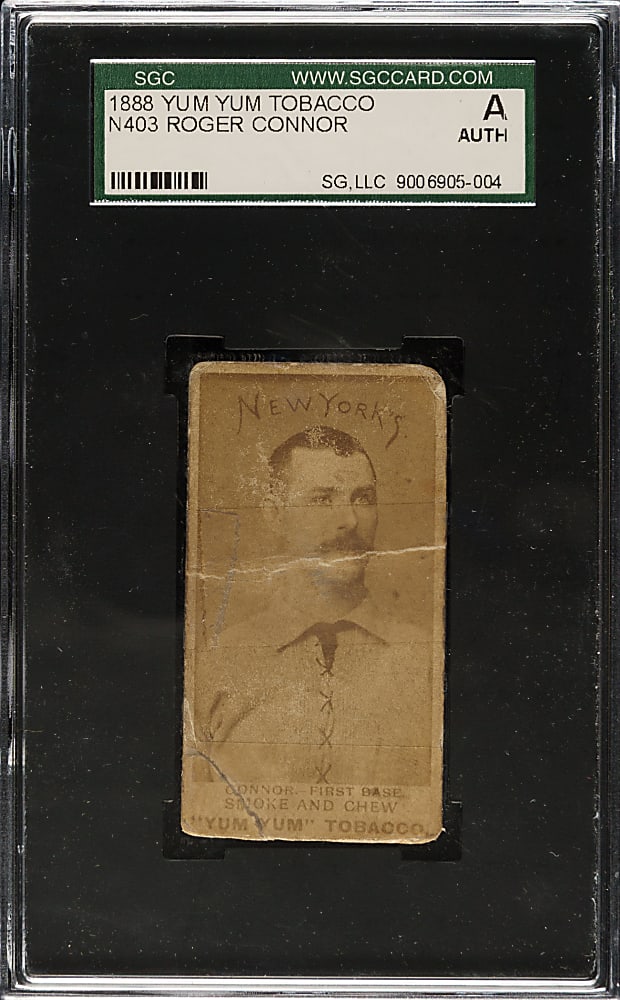 SGC WWW.SGCCARD.COM
1888 YUM YUM TOBACCO A
N403 ROGER CONNOR AUTH
SG,LLC 9006905-004
NEW YORK'S.
CONNOR.- FIRST BASE.
SMOKE AND CHEW
"YUM YUM" TOBACCO.